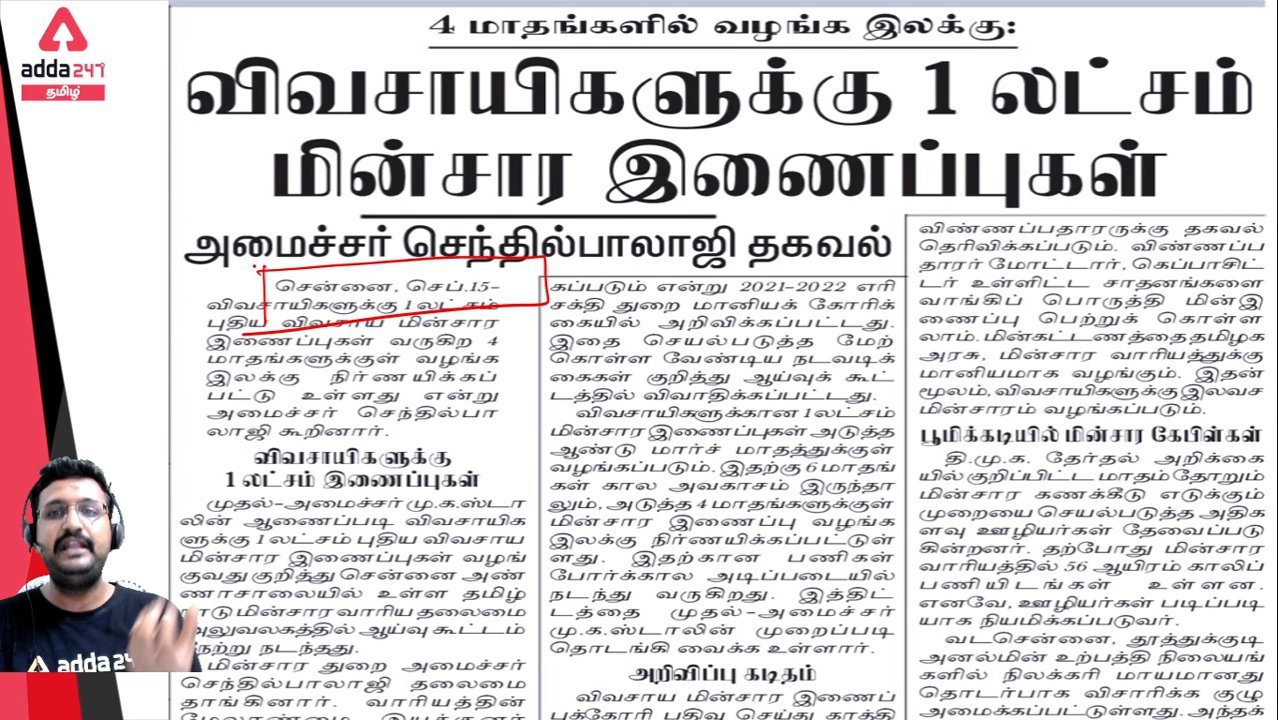 adda247
தமிழ்
4 மாதங்களில் வழங்க இலக்கு:
விவசாயிகளுக்கு 1 லட்சம்
மின்சார இணைப்புகள்
அமைச்சர் செந்தில்பாலாஜி தகவல்
சென்னை, செப்.15-
விவசாயிகளுக்கு 1 லட்சம்
புதிய விவசாய மின்சார
இணைப்புகள் வருகிற 4
மாதங்களுக்குள் வழங்க
இலக்கு நிர்ணயிக்கப்
பட்டு உள்ளது என்று
அமைச்சர் செந்தில்பா
லாஜி கூறினார்.
விவசாயிகளுக்கு
1 லட்சம் இணைப்புகள்
முதல்-அமைச்சர் மு.க.ஸ்டா
லின் ஆணைப்படி விவசாயிக
ளுக்கு 1 லட்சம் புதிய விவசாய
மின்சார இணைப்புகள் வழங்
குவது குறித்து சென்னை அண்
ணாசாலையில் உள்ள தமிழ்
நாடு மின்சார வாரிய தலைமை
அலுவலகத்தில் ஆய்வு கூட்டம்
நேற்று நடந்தது.
மின்சார துறை அமைச்சர்
செந்தில்பாலாஜி தலைமை
தாங்கினார். வாரியத்தின்
மேலாண்மை இயக்குனர்
கப்படும் என்று 2021-2022 எரி
சக்தி துறை மானியக் கோரிக்
கையில் அறிவிக்கப்பட்டது.
இதை செயல்படுத்த மேற்
கொள்ள வேண்டிய நடவடிக்
கைகள் குறித்து ஆய்வுக் கூட்
டத்தில் விவாதிக்கப்பட்டது.
விவசாயிகளுக்கான 1 லட்சம்
மின்சார இணைப்புகள் அடுத்த
ஆண்டு மார்ச் மாதத்துக்குள்
வழங்கப்படும். இதற்கு 6 மாதங்
கள் கால அவகாசம் இருந்தா
லும், அடுத்த 4 மாதங்களுக்குள்
மின்சார இணைப்பு வழங்க
இலக்கு நிர்ணயிக்கப்பட்டுள்
ளது. இதற்கான பணிகள்
போர்க்கால அடிப்படையில்
நடந்து வருகிறது. இத்திட்
டத்தை முதல்-அமைச்சர்
மு.க.ஸ்டாலின் முறைப்படி
தொடங்கி வைக்க உள்ளார்.
அறிவிப்பு கடிதம்
விவசாய மின்சார இணைப்
புக்கோரி பதிவு செய்து காத்தி
விண்ணப்பதாரருக்கு தகவல்
தெரிவிக்கப்படும். விண்ணப்ப
தாரர் மோட்டார், கெப்பாசிட்
டர் உள்ளிட்ட சாதனங்களை
வாங்கிப் பொருத்தி மின்இ
ணைப்பு பெற்றுக் கொள்ள
லாம். மின்கட்டணத்தை தமிழக
அரசு, மின்சார வாரியத்துக்கு
மானியமாக வழங்கும். இதன்
மூலம், விவசாயிகளுக்கு இலவச
மின்சாரம் வழங்கப்படும்.
பூமிக்கடியில் மின்சார கேபிள்கள்
தி.மு.க. தேர்தல் அறிக்கை
யில் குறிப்பிட்ட மாதம்தோறும்
மின்சார கணக்கீடு எடுக்கும்
முறையை செயல்படுத்த அதிக
ளவு ஊழியர்கள் தேவைப்படு
கின்றனர். தற்போது மின்சார
வாரியத்தில் 56 ஆயிரம் காலிப்
பணியிடங்கள் உள்ளன.
எனவே, ஊழியர்கள் படிப்படி
யாக நியமிக்கப்படுவர்.
வடசென்னை, தூத்துக்குடி
அனல்மின் உற்பத்தி நிலையங்
களில் நிலக்கரி மாயமானது
தொடர்பாக விசாரிக்க குழு
அமைக்கப்பட்டுள்ளது. அந்தக்
adda24